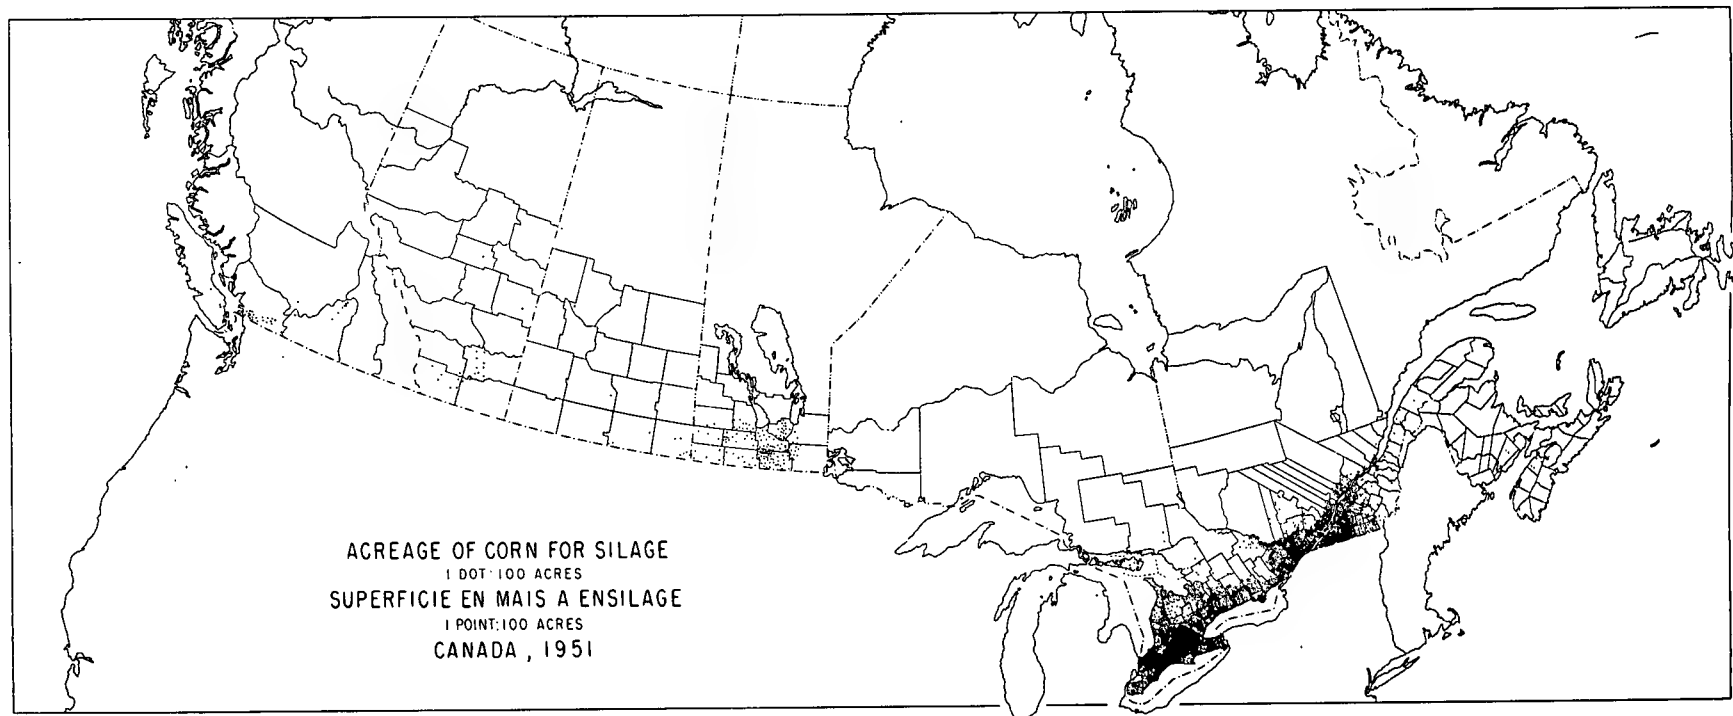 ACREAGE OF CORN FOR SILAGE
1 DOT: 100 ACRES
SUPERFICIE EN MAIS A ENSILAGE
1 POINT: 100 ACRES
CANADA, 1951